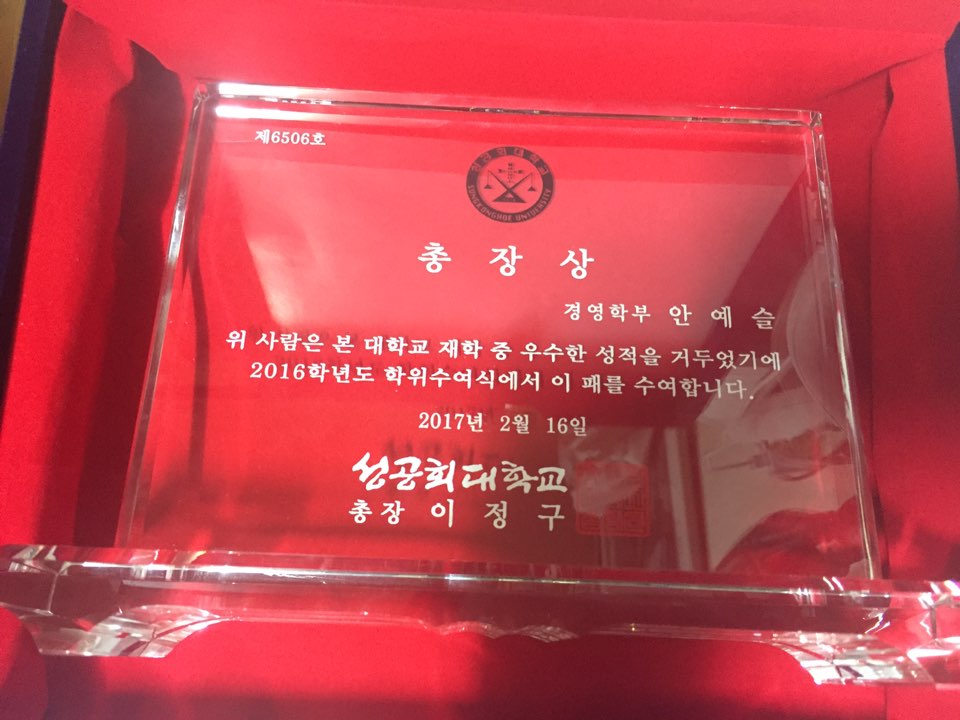 제6506호
성공회대학교
SUNGKONGHOE UNIVERSITY
총 장 상
경영학부 안 예 슬
위 사람은 본 대학교 재학 중 우수한 성적을 거두었기에
2016학년도 학위수여식에서 이 패를 수여합니다.
2017년 2월 16일
성공회대학교
총장 이 정 구